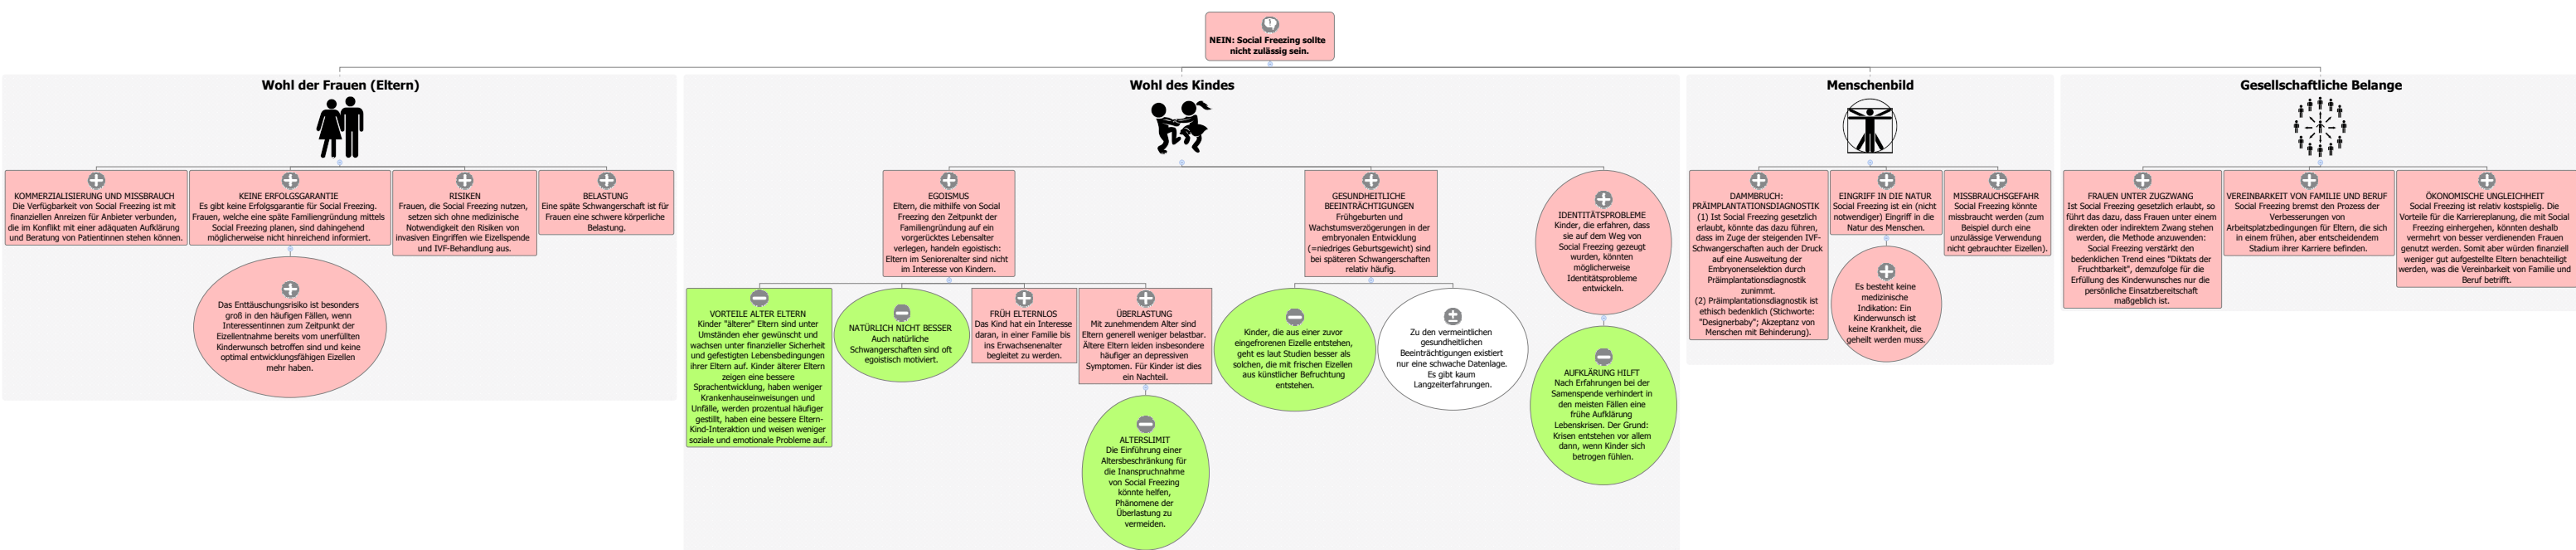 NEIN: Social Freezing sollte
nicht zulässig sein.
Wohl der Frauen (Eltern)
KOMMERZIALISIERUNG UND MISSBRAUCH
Die Verfügbarkeit von Social Freezing ist mit
finanziellen Anreizen für Anbieter verbunden,
die im Konflikt mit einer adäquaten Aufklärung
und Beratung von Patientinnen stehen können.
KEINE ERFOLGSGARANTIE
Es gibt keine Erfolgsgarantie für Social Freezing.
Frauen, welche eine späte Familiengründung mittels
Social Freezing planen, sind dahingehend
möglicherweise nicht hinreichend informiert.
Das Enttäuschungsrisiko ist besonders
groß in den häufigen Fällen, wenn
Interessentinnen zum Zeitpunkt der
Eizellentnahme bereits vom unerfüllten
Kinderwunsch betroffen sind und keine
optimal entwicklungsfähigen Eizellen
mehr haben.
RISIKEN
Frauen, die Social Freezing nutzen,
setzen sich ohne medizinische
Notwendigkeit den Risiken von
invasiven Eingriffen wie Eizellspende
und IVF-Behandlung aus.
BELASTUNG
Eine späte Schwangerschaft ist für
Frauen eine schwere körperliche
Belastung.
Wohl des Kindes
EGOISMUS
Eltern, die mithilfe von Social
Freezing den Zeitpunkt der
Familiengründung auf ein
vorgerücktes Lebensalter
verlegen, handeln egoistisch:
Eltern im Seniorenalter sind nicht
im Interesse von Kindern.
VORTEILE ALTER ELTERN
Kinder "älterer" Eltern sind unter
Umständen eher gewünscht und
wachsen unter finanzieller Sicherheit
und gefestigten Lebensbedingungen
ihrer Eltern auf. Kinder älterer Eltern
zeigen eine bessere
Sprachentwicklung, haben weniger
Krankenhauseinweisungen und
Unfälle, werden prozentual häufiger
gestillt, haben eine bessere Eltern-
Kind-Interaktion und weisen weniger
soziale und emotionale Probleme auf.
NATÜRLICH NICHT BESSER
Auch natürliche
Schwangerschaften sind oft
egoistisch motiviert.
FRÜH ELTERNLOS
Das Kind hat ein Interesse
daran, in einer Familie bis
ins Erwachsenenalter
begleitet zu werden.
ÜBERLASTUNG
Mit zunehmendem Alter sind
Eltern generell weniger belastbar.
Ältere Eltern leiden insbesondere
häufiger an depressiven
Symptomen. Für Kinder ist dies
ein Nachteil.
ALTERSLIMIT
Die Einführung einer
Altersbeschränkung für
die Inanspruchnahme
von Social Freezing
könnte helfen,
Phänomene der
Überlastung zu
vermeiden.
GESUNDHEITLICHE
BEEINTRÄCHTIGUNGEN
Frühgeburten und
Wachstumsverzögerungen in der
embryonalen Entwicklung
(=niedriges Geburtsgewicht) sind
bei späteren Schwangerschaften
relativ häufig.
Kinder, die aus einer zuvor
eingefrorenen Eizelle entstehen,
geht es laut Studien besser als
solchen, die mit frischen Eizellen
aus künstlicher Befruchtung
entstehen.
Zu den vermeintlichen
gesundheitlichen
Beeinträchtigungen existiert
nur eine schwache Datenlage.
Es gibt kaum
Langzeiterfahrungen.
IDENTITÄTSPROBLEME
Kinder, die erfahren, dass
sie auf dem Weg von
Social Freezing gezeugt
wurden, könnten
möglicherweise
Identitätsprobleme
entwickeln.
AUFKLÄRUNG HILFT
Nach Erfahrungen bei der
Samenspende verhindert in
den meisten Fällen eine
frühe Aufklärung
Lebenskrisen. Der Grund:
Krisen entstehen vor allem
dann, wenn Kinder sich
betrogen fühlen.
Menschenbild
DAMMBRUCH:
PRÄIMPLANTATIONSDIAGNOSTIK
(1) Ist Social Freezing gesetzlich
erlaubt, könnte das dazu führen,
dass im Zuge der steigenden IVF-
Schwangerschaften auch der Druck
auf eine Ausweitung der
Embryonenselektion durch
Präimplantationsdiagnostik
zunimmt.
(2) Präimplantationsdiagnostik ist
ethisch bedenklich (Stichworte:
"Designerbaby"; Akzeptanz von
Menschen mit Behinderung).
EINGRIFF IN DIE NATUR
Social Freezing ist ein (nicht
notwendiger) Eingriff in die
Natur des Menschen.
Es besteht keine
medizinische
Indikation: Ein
Kinderwunsch ist
keine Krankheit, die
geheilt werden muss.
MISSBRAUCHSGEFAHR
Social Freezing könnte
missbraucht werden (zum
Beispiel durch eine
unzulässige Verwendung
nicht gebrauchter Eizellen).
Gesellschaftliche Belange
FRAUEN UNTER ZUGZWANG
Ist Social Freezing gesetzlich erlaubt, so
führt das dazu, dass Frauen unter einem
direkten oder indirektem Zwang stehen
werden, die Methode anzuwenden:
Social Freezing verstärkt den
bedenklichen Trend eines "Diktats der
Fruchtbarkeit", demzufolge für die
Erfüllung des Kinderwunsches nur die
persönliche Einsatzbereitschaft
maßgeblich ist.
VEREINBARKEIT VON FAMILIE UND BERUF
Social Freezing bremst den Prozess der
Verbesserungen von
Arbeitsplatzbedingungen für Eltern, die sich
in einem frühen, aber entscheidendem
Stadium ihrer Karriere befinden.
ÖKONOMISCHE UNGLEICHHEIT
Social Freezing ist relativ kostspielig. Die
Vorteile für die Karriereplanung, die mit Social
Freezing einhergehen, könnten deshalb
vermehrt von besser verdienenden Frauen
genutzt werden. Somit aber würden finanziell
weniger gut aufgestellte Eltern benachteiligt
werden, was die Vereinbarkeit von Familie und
Beruf betrifft.